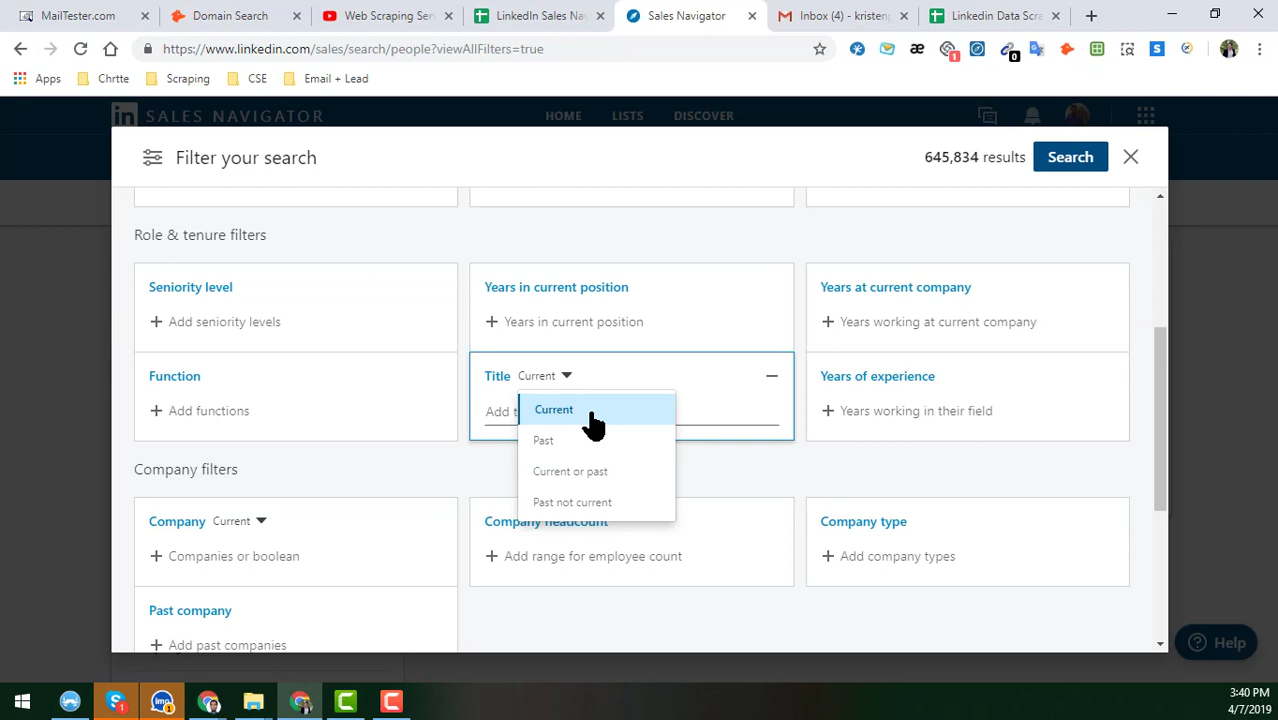 MailTester.com
Domain Search
Web Scraping Ser
LinkedIn Sales Nav
Sales Navigator
Inbox (4) - kristenp
Linkedin Data Scra
https://www.linkedin.com/sales/search/people?viewAllFilters=true
1
0
Apps
Chrtte
Scraping
CSE
Email + Lead
in SALES NAVIGATOR
HOME
LISTS
DISCOVER
Filter your search
645,834 results
Search
Role & tenure filters
Seniority level
Years in current position
Years at current company
+ Add seniority levels
+ Years in current position
+ Years working at current company
Function
Title Current
Years of experience
+ Add functions
Add t
+ Years working in their field
Current
Past
Current or past
Past not current
Company filters
Company Current
Company headcount
Company type
+ Companies or boolean
+ Add range for employee count
+ Add company types
Past company
+ Add past companies
Help
3:40 PM
4/7/2019